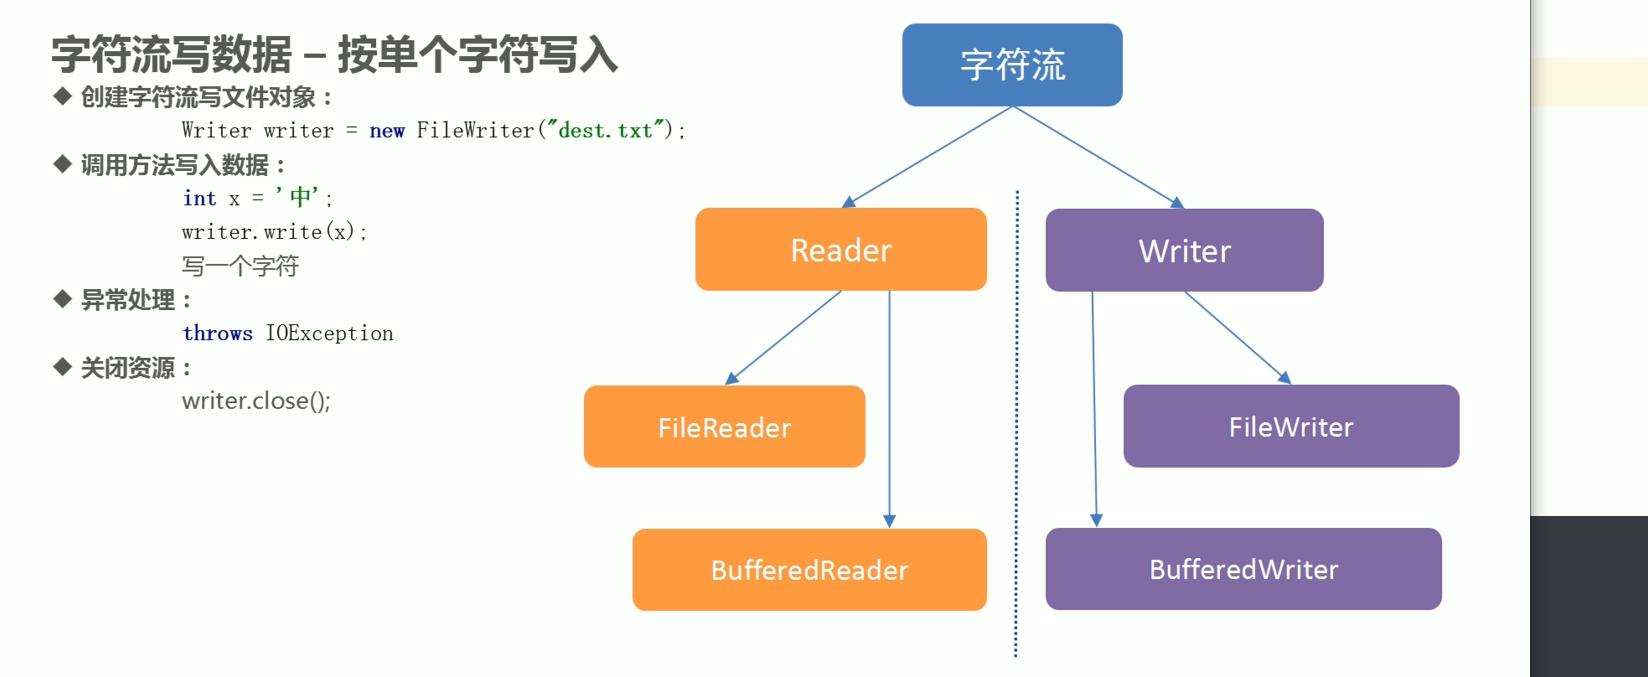 字符流写数据 – 按单个字符写入
◆ 创建字符流写文件对象：
Writer writer = new FileWriter("dest.txt");
◆ 调用方法写入数据：
int x = '中';
writer.write(x);
写一个字符
◆ 异常处理：
throws IOException
◆ 关闭资源：
writer.close();
字符流
Reader
Writer
FileReader
FileWriter
BufferedReader
BufferedWriter